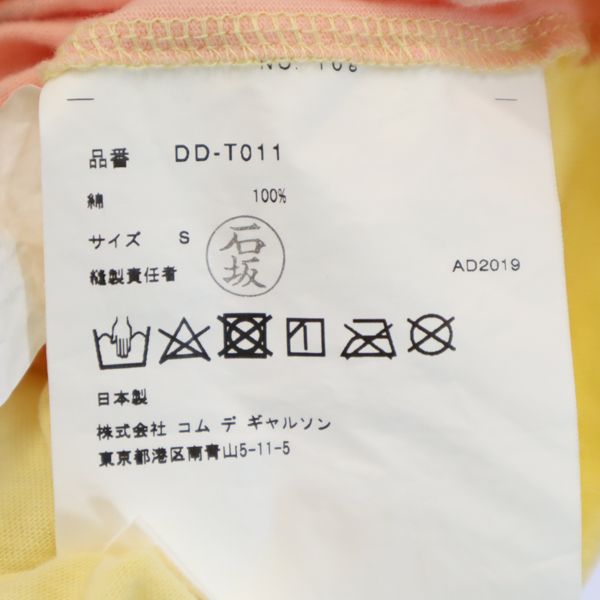 NO. 108
品番 DD-T011
綿 100%
サイズ S
石坂
縫製責任者
AD2019
日本製
株式会社 コム デ ギャルソン
東京都港区南青山5-11-5